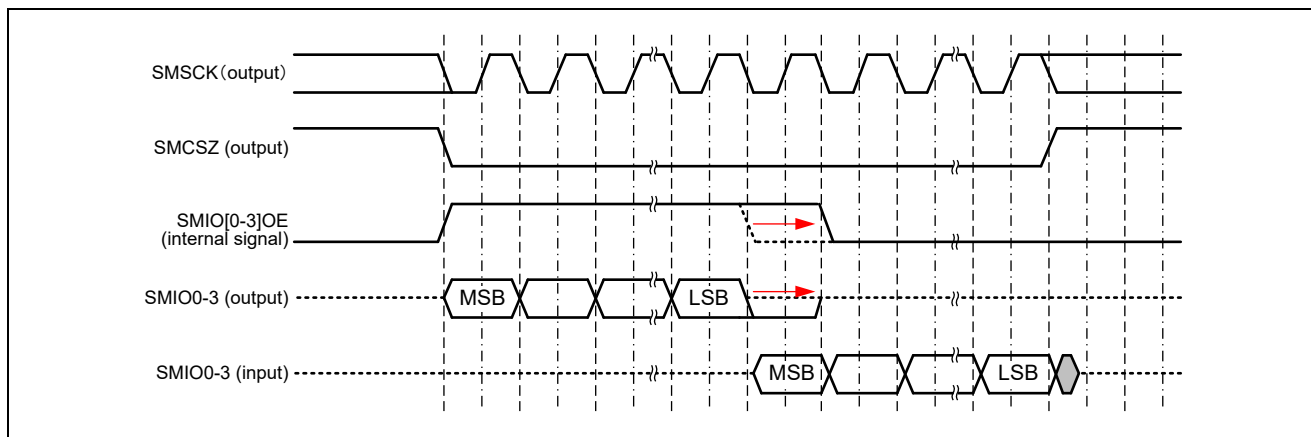 SMSCK（output）
SMCSZ (output)
SMIO[0-3]OE
(internal signal)
SMIO0-3 (output)
MSB
LSB
SMIO0-3 (input)
MSB
LSB